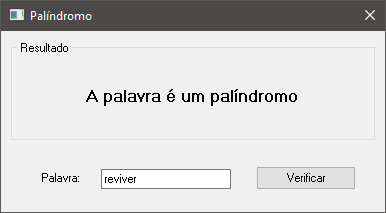 Palíndromo
Resultado
A palavra é um palíndromo
Palavra: reviver Verificar